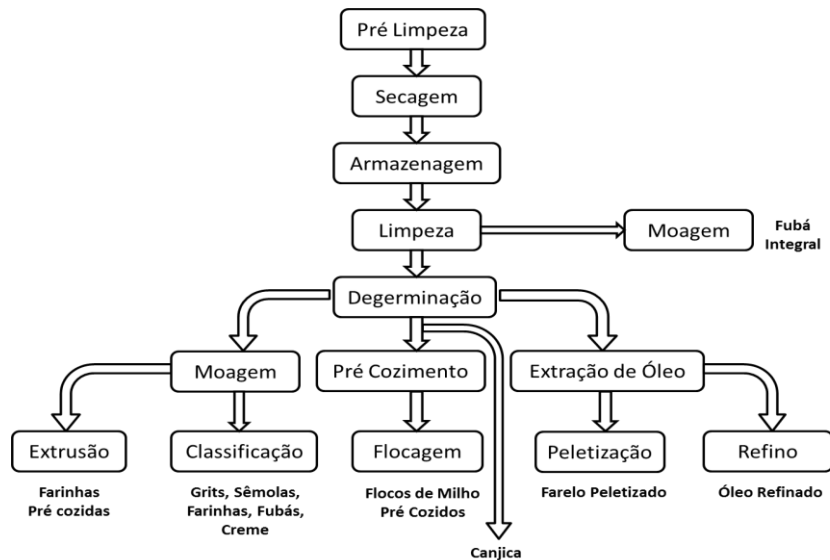 Pré Limpeza
Secagem
Armazenagem
Limpeza
Moagem
Fubá
Integral
Degerminação
Moagem
Pré Cozimento
Extração de Óleo
Extrusão
Classificação
Flocagem
Peletização
Refino
Farinhas
Pré cozidas
Grits, Sêmolas,
Farinhas, Fubás,
Creme
Flocos de Milho
Pré Cozidos
Farelo Peletizado
Óleo Refinado
Canjica